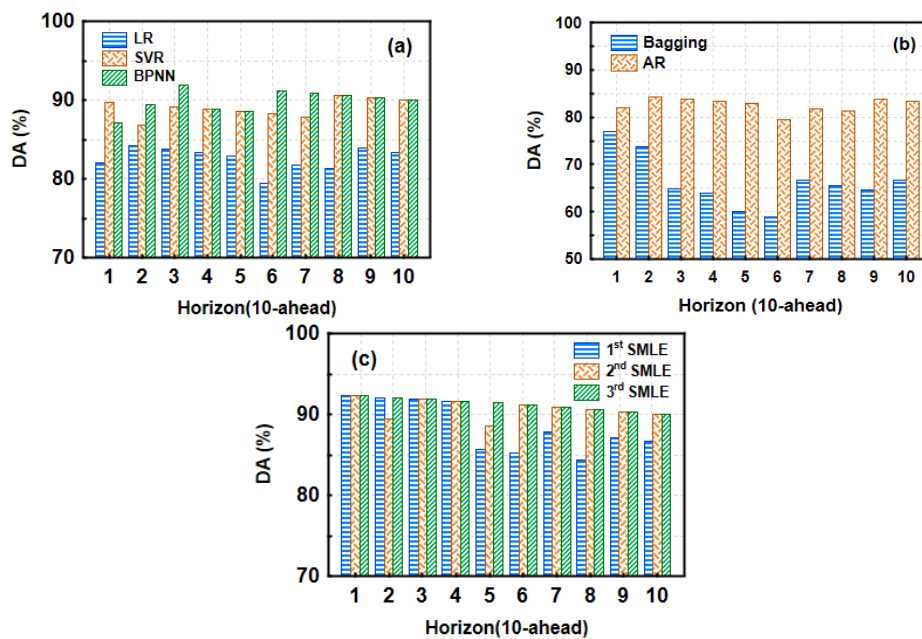 (a)
LR
SVR
BPNN
DA (%)
100
90
80
70
1 2 3 4 5 6 7 8 9 10
Horizon(10-ahead)
(b)
Bagging
AR
DA (%)
100
85
80
75
70
65
60
50
1 2 3 4 5 6 7 8 9 10
Horizon (10-ahead)
(c)
1st SMLE
2nd SMLE
3rd SMLE
DA (%)
100
90
80
70
1 2 3 4 5 6 7 8 9 10
Horizon(10-ahead)